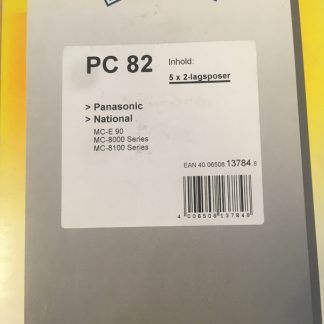 PC 82
Inhold:
5 x 2-lagsposer
> Panasonic
> National
MC-E 90
MC-8000 Series
MC-8100 Series
EAN 40.06508.13784.8
4 006508 137848